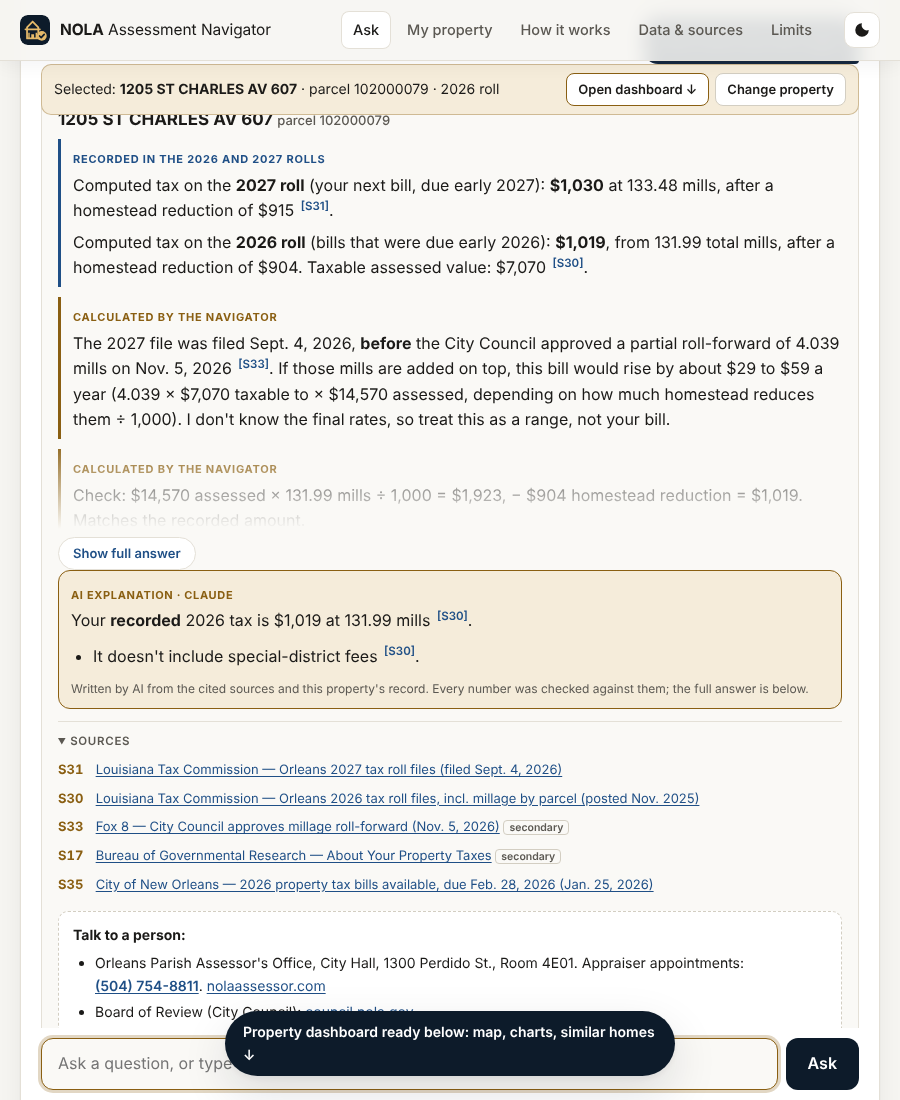 NOLA Assessment Navigator
Ask
My property
How it works
Data & sources
Limits
Selected: 1205 ST CHARLES AV 607 · parcel 102000079 · 2026 roll
Open dashboard ↓
Change property
1205 ST CHARLES AV 607 parcel 102000079
RECORDED IN THE 2026 AND 2027 ROLLS
Computed tax on the 2027 roll (your next bill, due early 2027): $1,030 at 133.48 mills, after a
homestead reduction of $915 [S31].
Computed tax on the 2026 roll (bills that were due early 2026): $1,019, from 131.99 total mills, after a
homestead reduction of $904. Taxable assessed value: $7,070 [S30].
CALCULATED BY THE NAVIGATOR
The 2027 file was filed Sept. 4, 2026, before the City Council approved a partial roll-forward of 4.039
mills on Nov. 5, 2026 [S33]. If those mills are added on top, this bill would rise by about $29 to $59 a
year (4.039 × $7,070 taxable to × $14,570 assessed, depending on how much homestead reduces
them ÷ 1,000). I don't know the final rates, so treat this as a range, not your bill.
CALCULATED BY THE NAVIGATOR
Check: $14,570 assessed × 131.99 mills ÷ 1,000 = $1,923, − $904 homestead reduction = $1,019.
Matches the recorded amount.
Show full answer
AI EXPLANATION · CLAUDE
Your recorded 2026 tax is $1,019 at 131.99 mills [S30].
• It doesn't include special-district fees [S30].
Written by AI from the cited sources and this property's record. Every number was checked against them; the full answer is below.
▼ SOURCES
S31 Louisiana Tax Commission — Orleans 2027 tax roll files (filed Sept. 4, 2026)
S30 Louisiana Tax Commission — Orleans 2026 tax roll files, incl. millage by parcel (posted Nov. 2025)
S33 Fox 8 — City Council approves millage roll-forward (Nov. 5, 2026) secondary
S17 Bureau of Governmental Research — About Your Property Taxes secondary
S35 City of New Orleans — 2026 property tax bills available, due Feb. 28, 2026 (Jan. 25, 2026)
Talk to a person:
• Orleans Parish Assessor's Office, City Hall, 1300 Perdido St., Room 4E01. Appraiser appointments:
(504) 754-8811. nolaassessor.com
• Board of Review (City
Property dashboard ready below: map, charts, similar homes
↓
Ask a question, or type
Ask